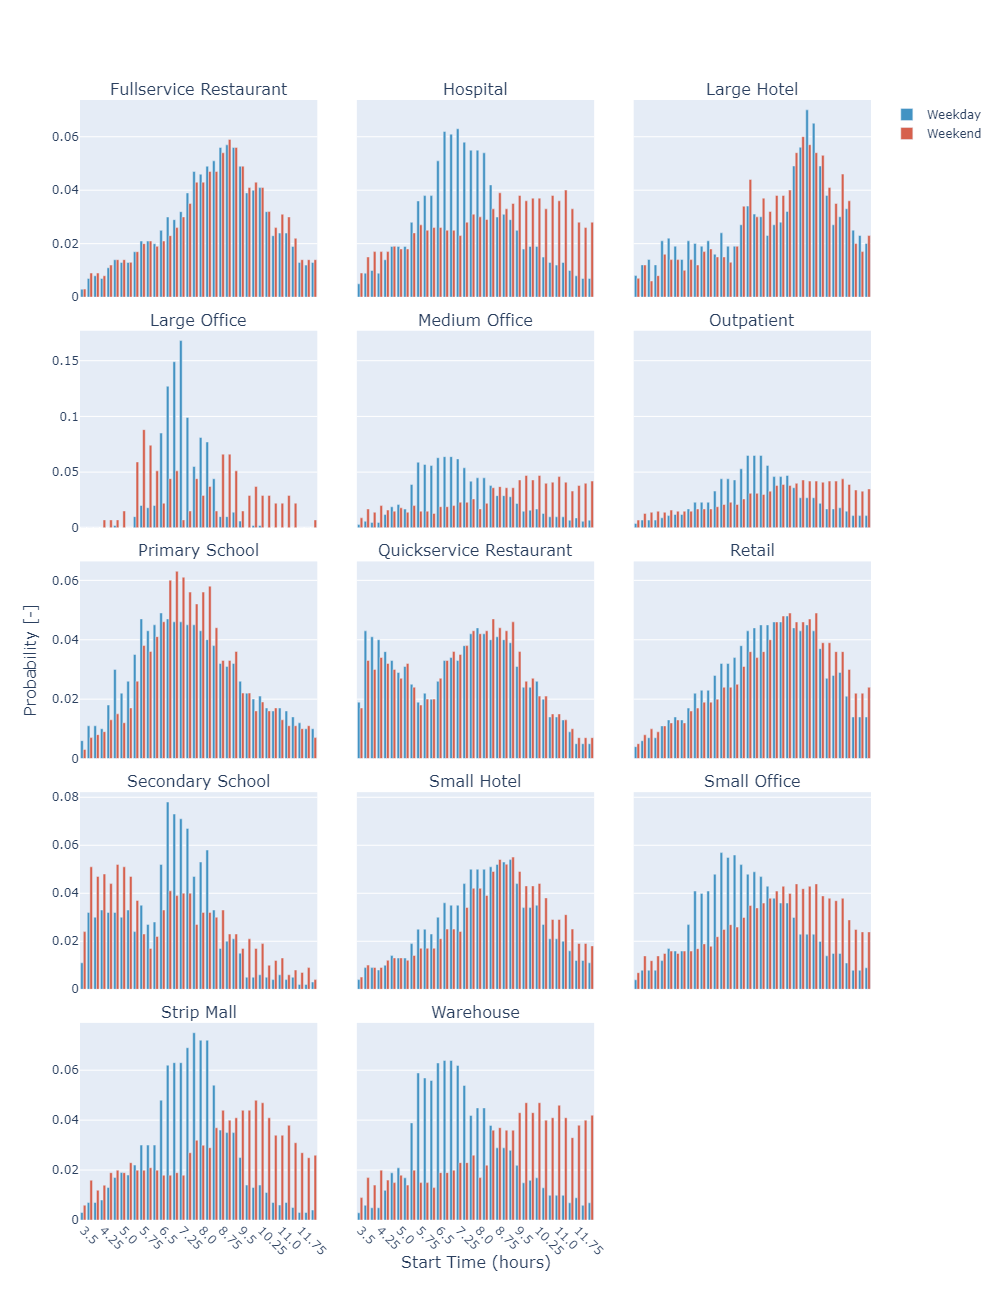 Fullservice Restaurant
Hospital
Large Hotel
Weekday
Weekend
0.06
0.04
0.02
0
Large Office
Medium Office
Outpatient
0.15
0.1
0.05
0
Primary School
Quickservice Restaurant
Retail
0.06
0.04
0.02
0
Probability [-]
Secondary School
Small Hotel
Small Office
0.08
0.06
0.04
0.02
0
Strip Mall
Warehouse
0.06
0.04
0.02
0
3.5 4.25 5.0 5.75 6.5 7.25 8.0 8.75 9.5 10.25 11.0 11.75
3.5 4.25 5.0 5.75 6.5 7.25 8.0 8.75 9.5 10.25 11.0 11.75
Start Time (hours)